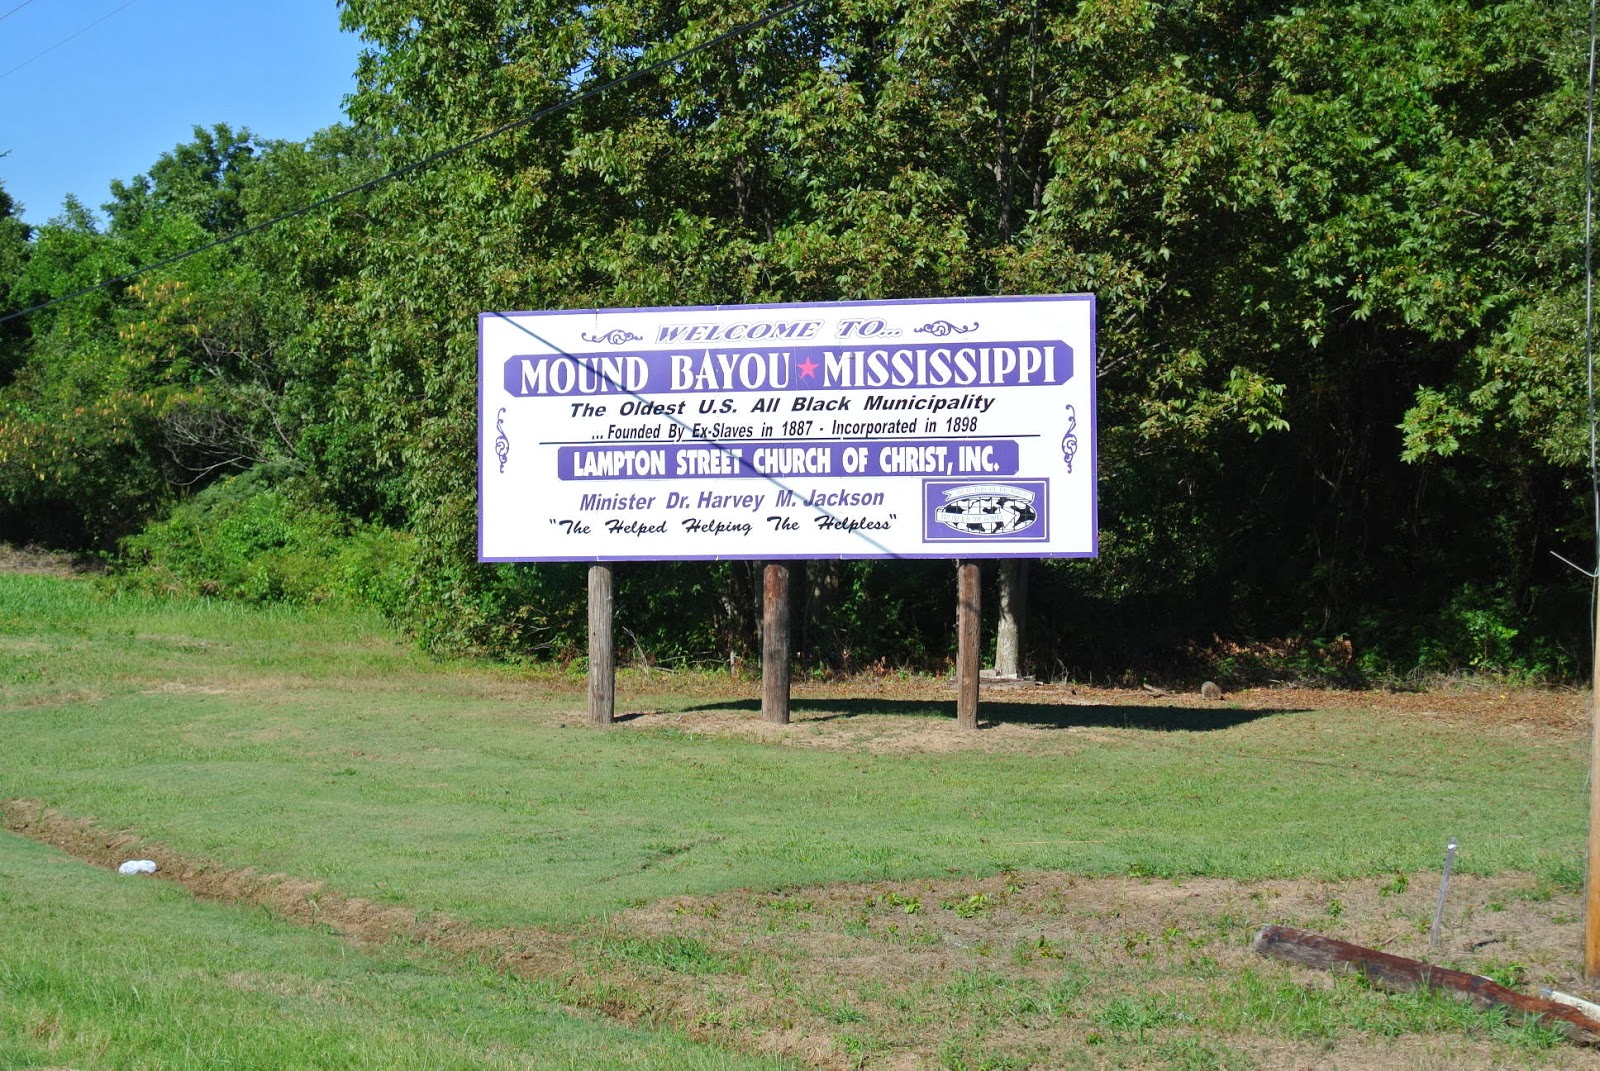 WELCOME TO...
MOUND BAYOU ★ MISSISSIPPI
The Oldest U.S. All Black Municipality
... Founded By Ex-Slaves in 1887 - Incorporated in 1898
LAMPTON STREET CHURCH OF CHRIST, INC.
Minister Dr. Harvey M. Jackson
"The Helped Helping The Helpless"